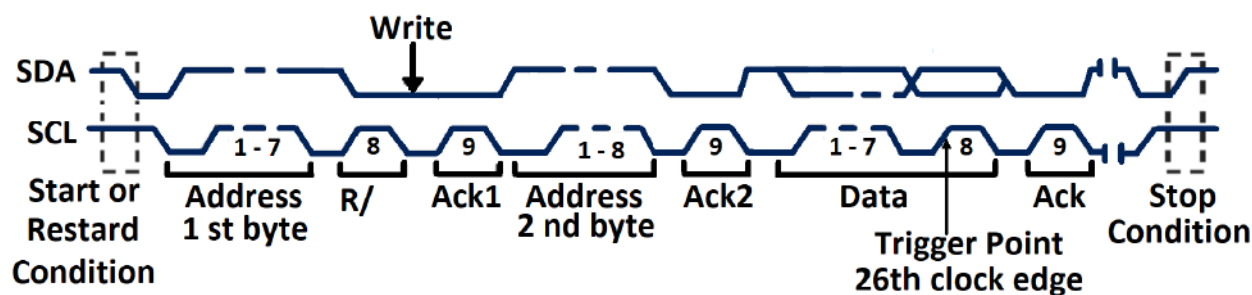 Write
SDA
SCL
1 - 7
8
9
1 - 8
9
1 - 7
8
9
Start or
Restard
Condition
Address
1 st byte
R/
Ack1
Address
2 nd byte
Ack2
Data
Ack
Stop
Condition
Trigger Point
26th clock edge